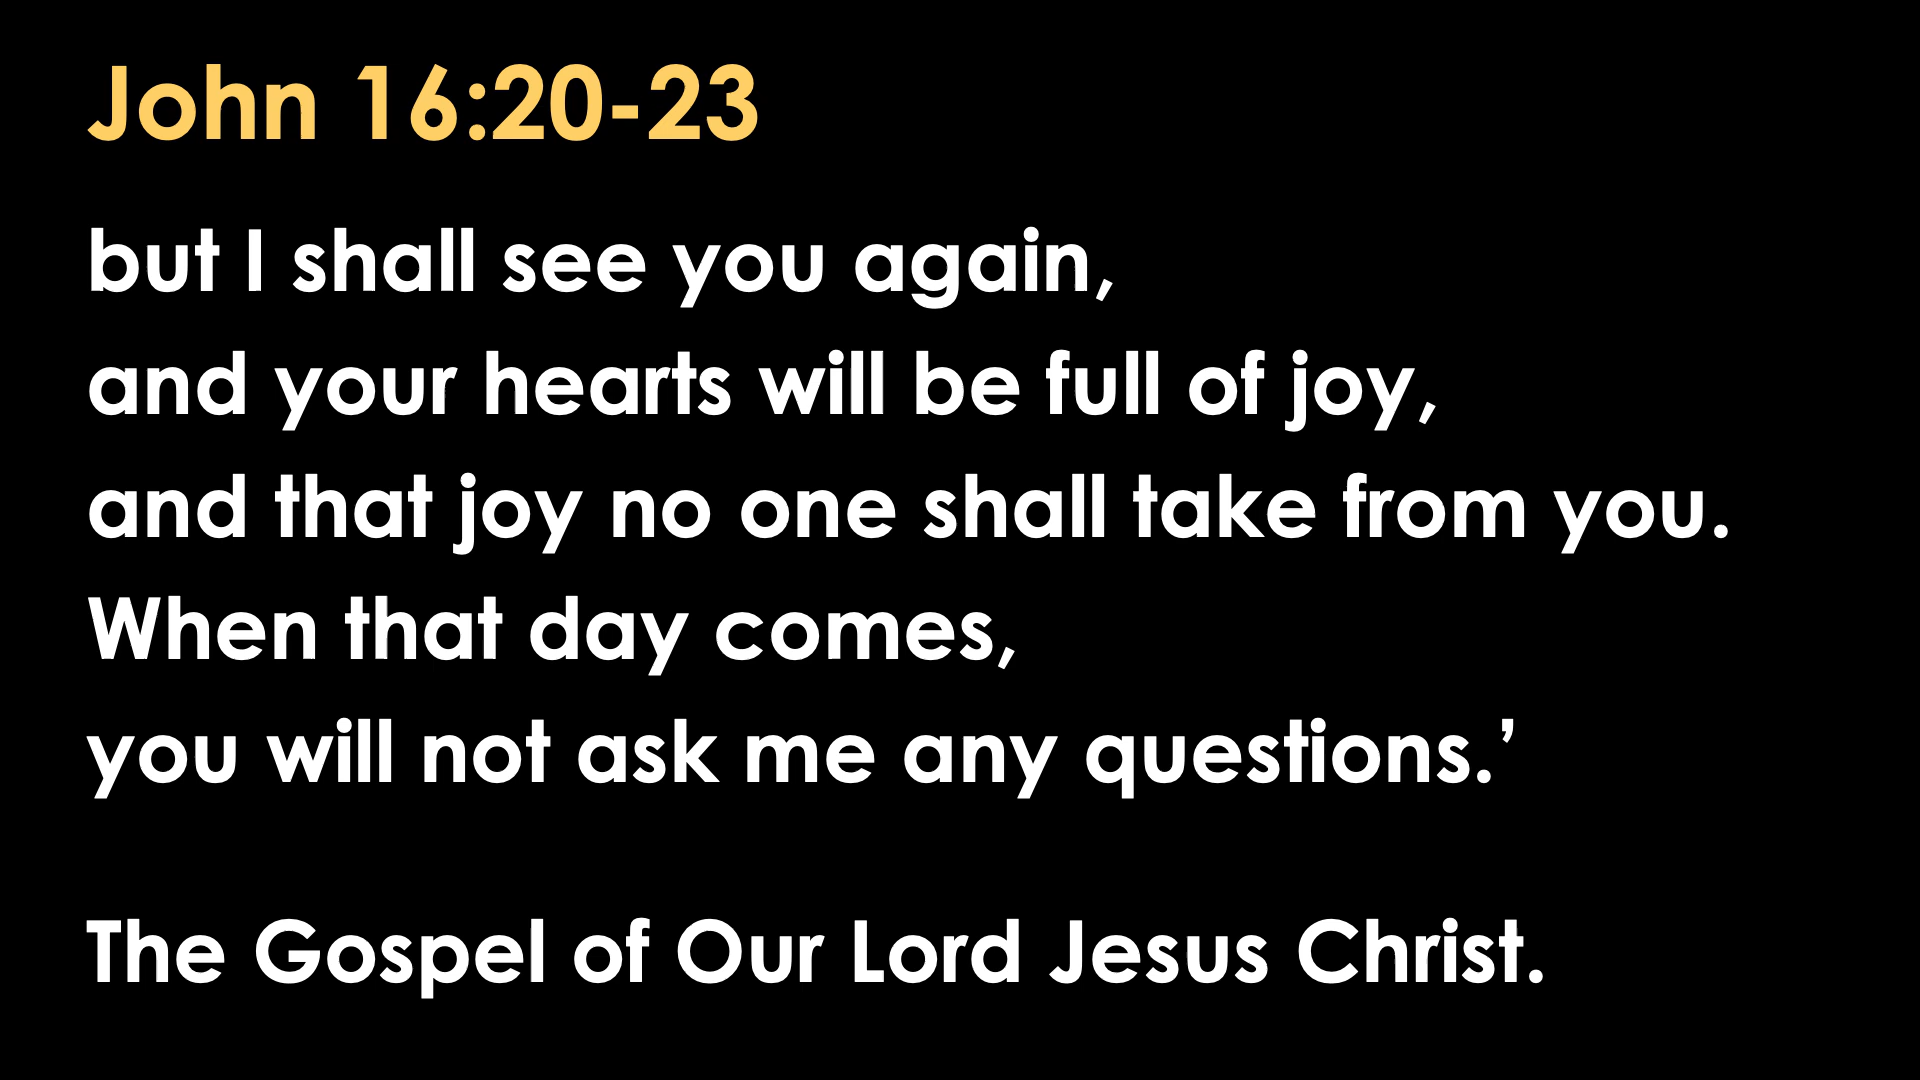 John 16:20-23
but I shall see you again,
and your hearts will be full of joy,
and that joy no one shall take from you.
When that day comes,
you will not ask me any questions.’
The Gospel of Our Lord Jesus Christ.